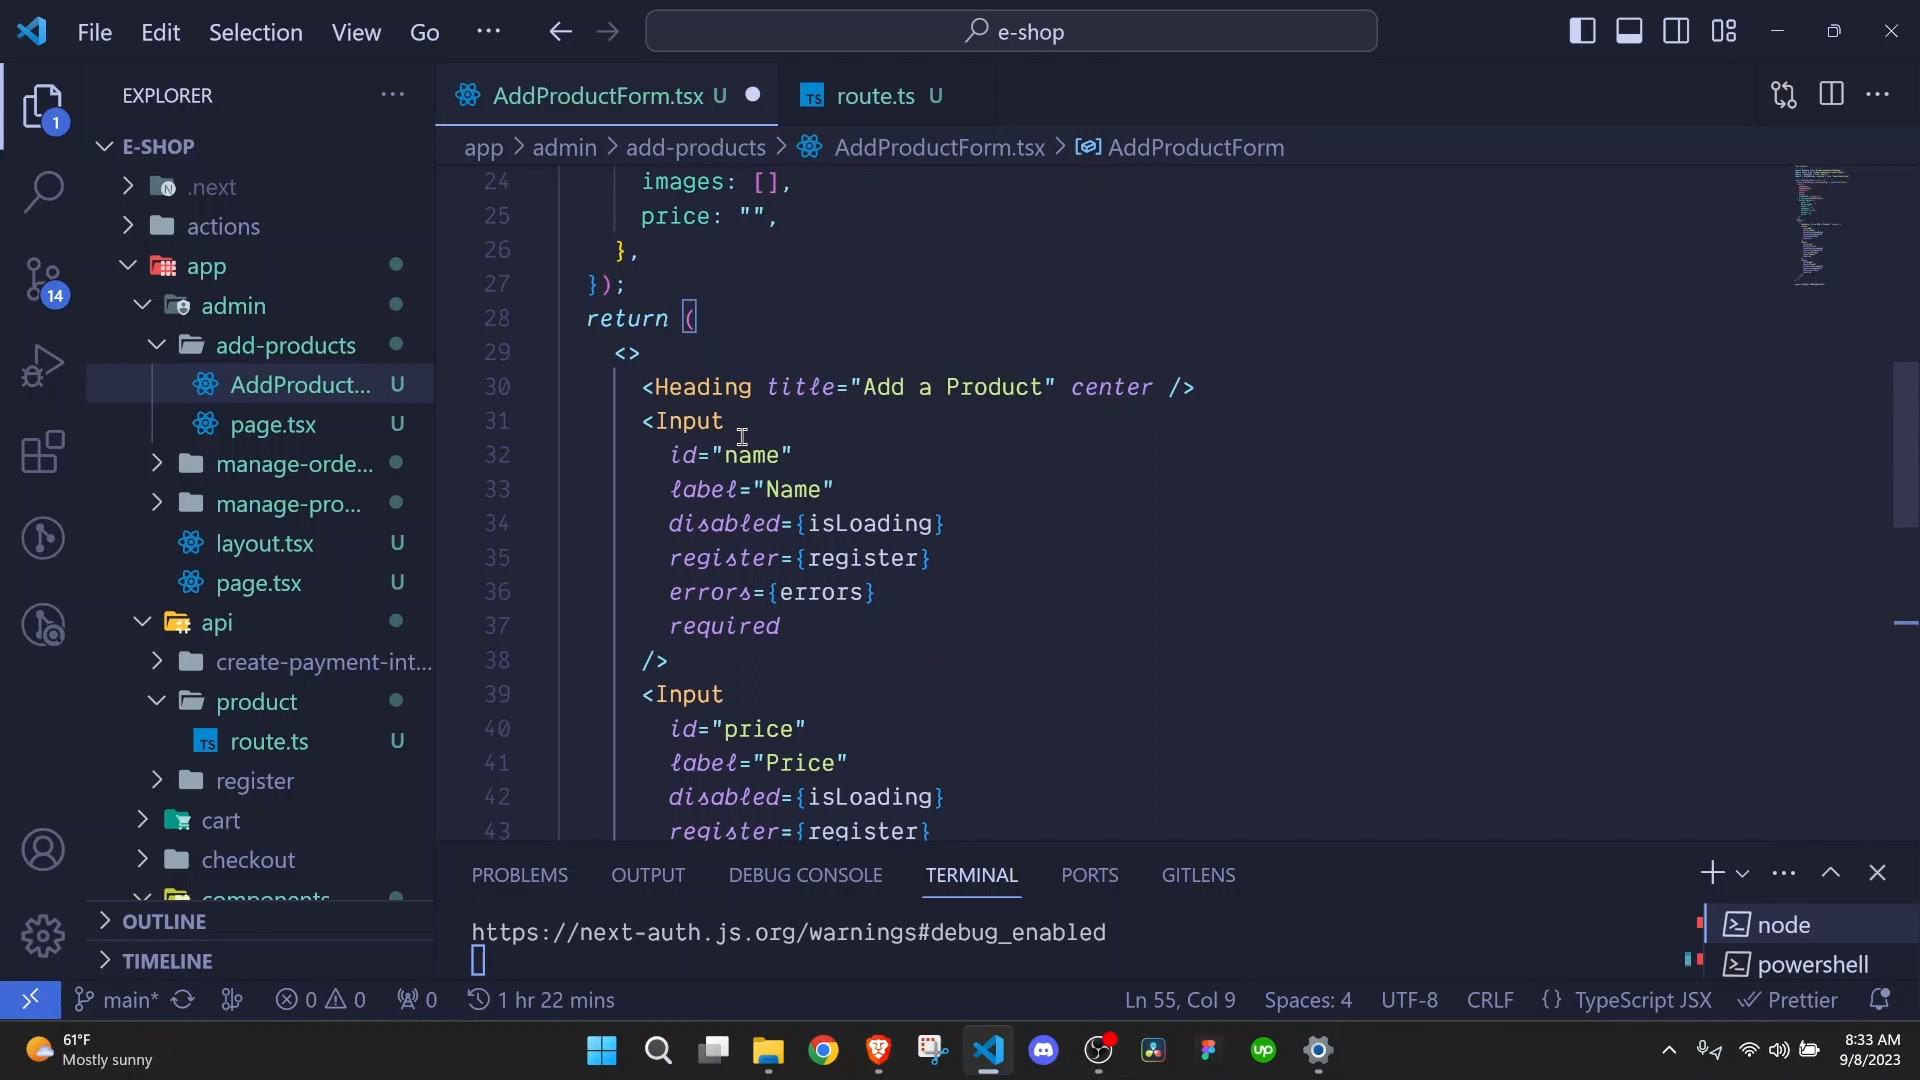 File Edit Selection View Go ··· e-shop
EXPLORER ···
E-SHOP
.next
actions
app
admin
add-products
AddProduct... U
page.tsx U
manage-orde...
manage-pro...
layout.tsx U
page.tsx U
api
create-payment-int...
product
route.ts U
register
cart
checkout
components
OUTLINE
TIMELINE
1
14
AddProductForm.tsx U
TS route.ts U
app > admin > add-products > AddProductForm.tsx > AddProductForm
24 images: [],
25 price: "",
26 },
27 });
28 return (
29 <>
30 <Heading title="Add a Product" center />
31 <Input
32 id="name"
33 label="Name"
34 disabled={isLoading}
35 register={register}
36 errors={errors}
37 required
38 />
39 <Input
40 id="price"
41 label="Price"
42 disabled={isLoading}
43 register={register}
PROBLEMS OUTPUT DEBUG CONSOLE TERMINAL PORTS GITLENS
https://next-auth.js.org/warnings#debug_enabled
node
powershell
main* 0 0 0 1 hr 22 mins Ln 55, Col 9 Spaces: 4 UTF-8 CRLF {} TypeScript JSX Prettier
61°F
Mostly sunny
up
8:33 AM
9/8/2023